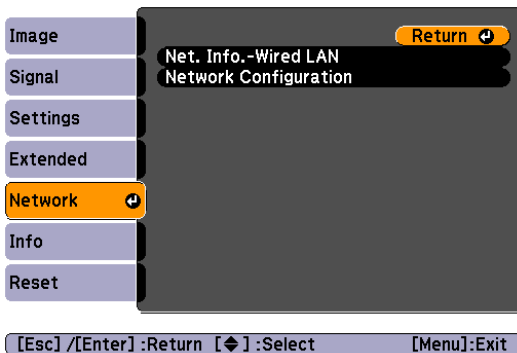 Image
Signal
Settings
Extended
Network
Info
Reset
Return
Net. Info.-Wired LAN
Network Configuration
[Esc] /[Enter] :Return [◆] :Select [Menu]:Exit